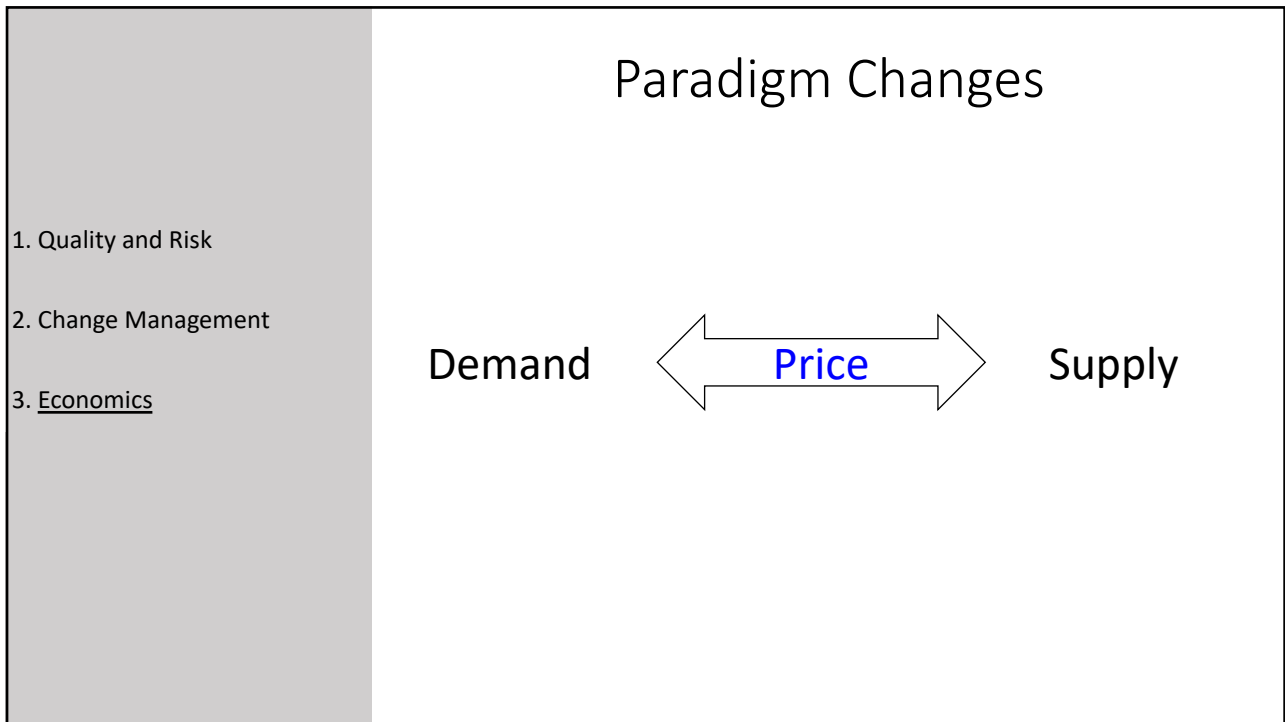 Paradigm Changes
1. Quality and Risk
2. Change Management
3. Economics
Demand Price Supply